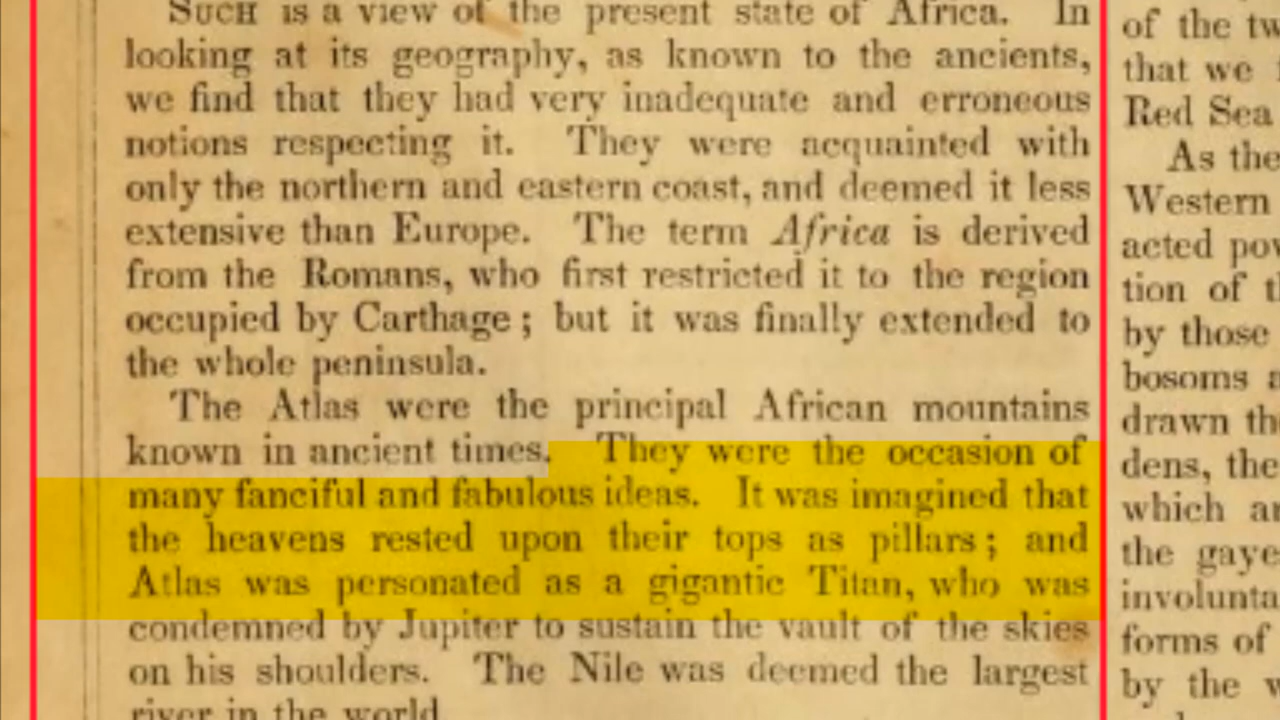 SUCH is a view of the present state of Africa. In
looking at its geography, as known to the ancients,
we find that they had very inadequate and erroneous
notions respecting it. They were acquainted with
only the northern and eastern coast, and deemed it less
extensive than Europe. The term Africa is derived
from the Romans, who first restricted it to the region
occupied by Carthage; but it was finally extended to
the whole peninsula.
The Atlas were the principal African mountains
known in ancient times. They were the occasion of
many fanciful and fabulous ideas. It was imagined that
the heavens rested upon their tops as pillars; and
Atlas was personated as a gigantic Titan, who was
condemned by Jupiter to sustain the vault of the skies
on his shoulders. The Nile was deemed the largest
river in the world.
of the
that we
Red Sea
As the
Western
acted
tion of
by those
bosoms
drawn
dens, the
which
the
forms of
by the